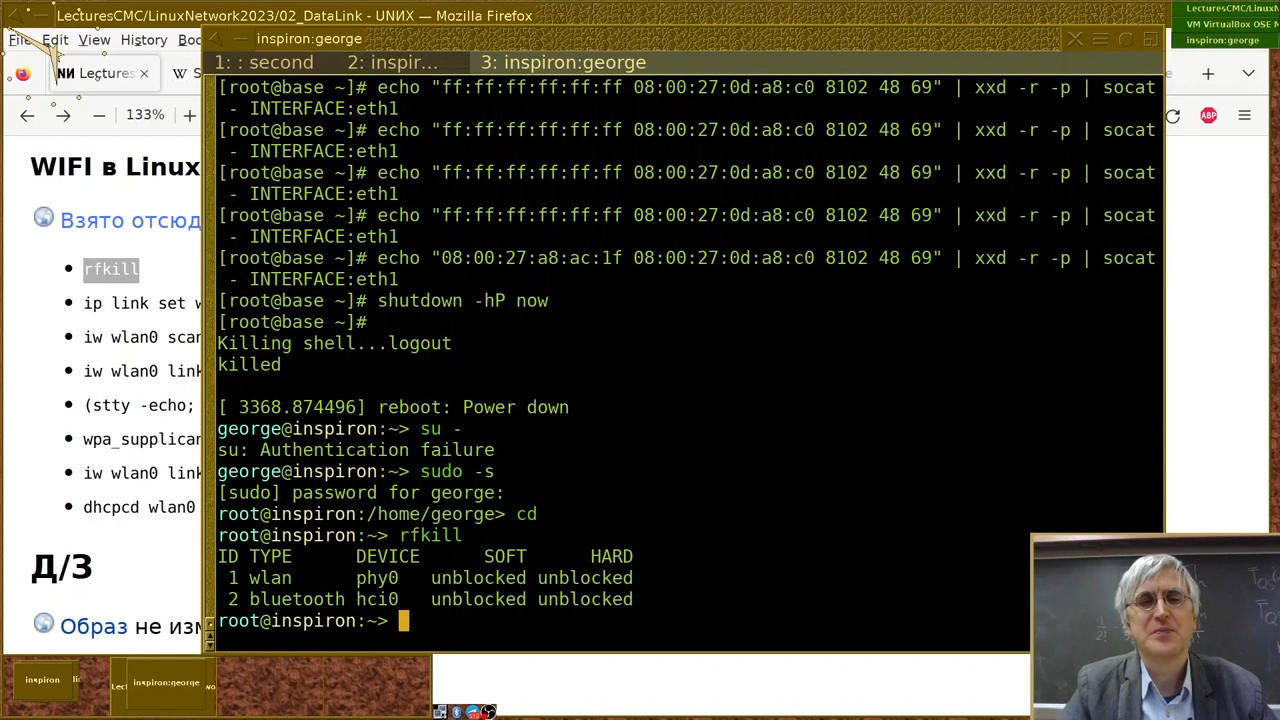 LecturesCMC/LinuxNetwork2023/02_DataLink - UNИX — Mozilla Firefox
LecturesCMC/LinuxN
VM VirtualBox OSE M
inspiron:george
File Edit View History Boo
inspiron:george
1: : second 2: inspir... 3: inspiron:george
ИИ Lectures
W S
133%
ABP
WIFI в Linux
Взято отсюд
rfkill
ip link set w
iw wlan0 scan
iw wlan0 link
(stty -echo;
wpa_supplican
iw wlan0 link
dhcpcd wlan0
Д/З
Образ не изм
[root@base ~]# echo "ff:ff:ff:ff:ff:ff 08:00:27:0d:a8:c0 8102 48 69" | xxd -r -p | socat
- INTERFACE:eth1
[root@base ~]# echo "ff:ff:ff:ff:ff:ff 08:00:27:0d:a8:c0 8102 48 69" | xxd -r -p | socat
- INTERFACE:eth1
[root@base ~]# echo "ff:ff:ff:ff:ff:ff 08:00:27:0d:a8:c0 8102 48 69" | xxd -r -p | socat
- INTERFACE:eth1
[root@base ~]# echo "ff:ff:ff:ff:ff:ff 08:00:27:0d:a8:c0 8102 48 69" | xxd -r -p | socat
- INTERFACE:eth1
[root@base ~]# echo "08:00:27:a8:ac:1f 08:00:27:0d:a8:c0 8102 48 69" | xxd -r -p | socat
- INTERFACE:eth1
[root@base ~]# shutdown -hP now
[root@base ~]#
Killing shell...logout
killed
[ 3368.874496] reboot: Power down
george@inspiron:~> su -
su: Authentication failure
george@inspiron:~> sudo -s
[sudo] password for george:
root@inspiron:/home/george> cd
root@inspiron:~> rfkill
ID TYPE DEVICE SOFT HARD
1 wlan phy0 unblocked unblocked
2 bluetooth hci0 unblocked unblocked
root@inspiron:~>
inspiron
inspiron:george